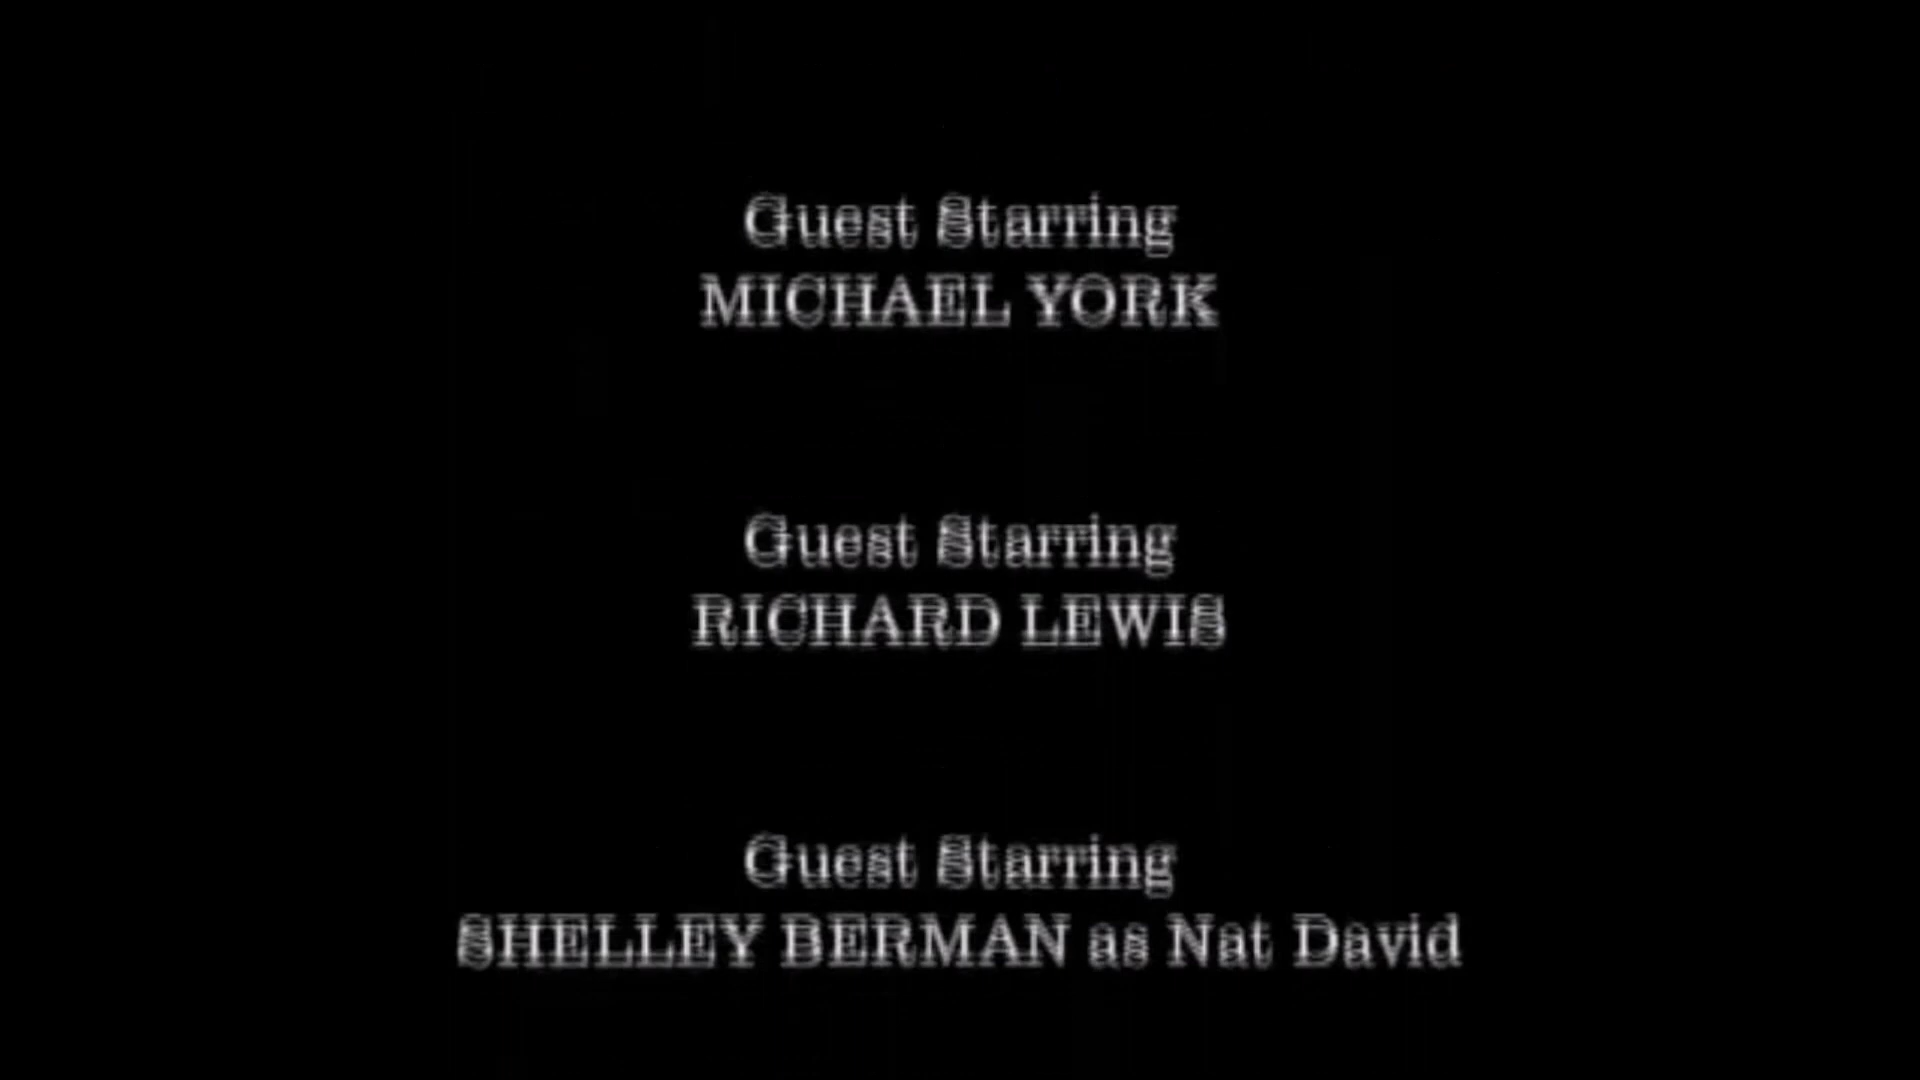 Guest Starring
MICHAEL YORK
Guest Starring
RICHARD LEWIS
Guest Starring
SHELLEY BERMAN as Nat David